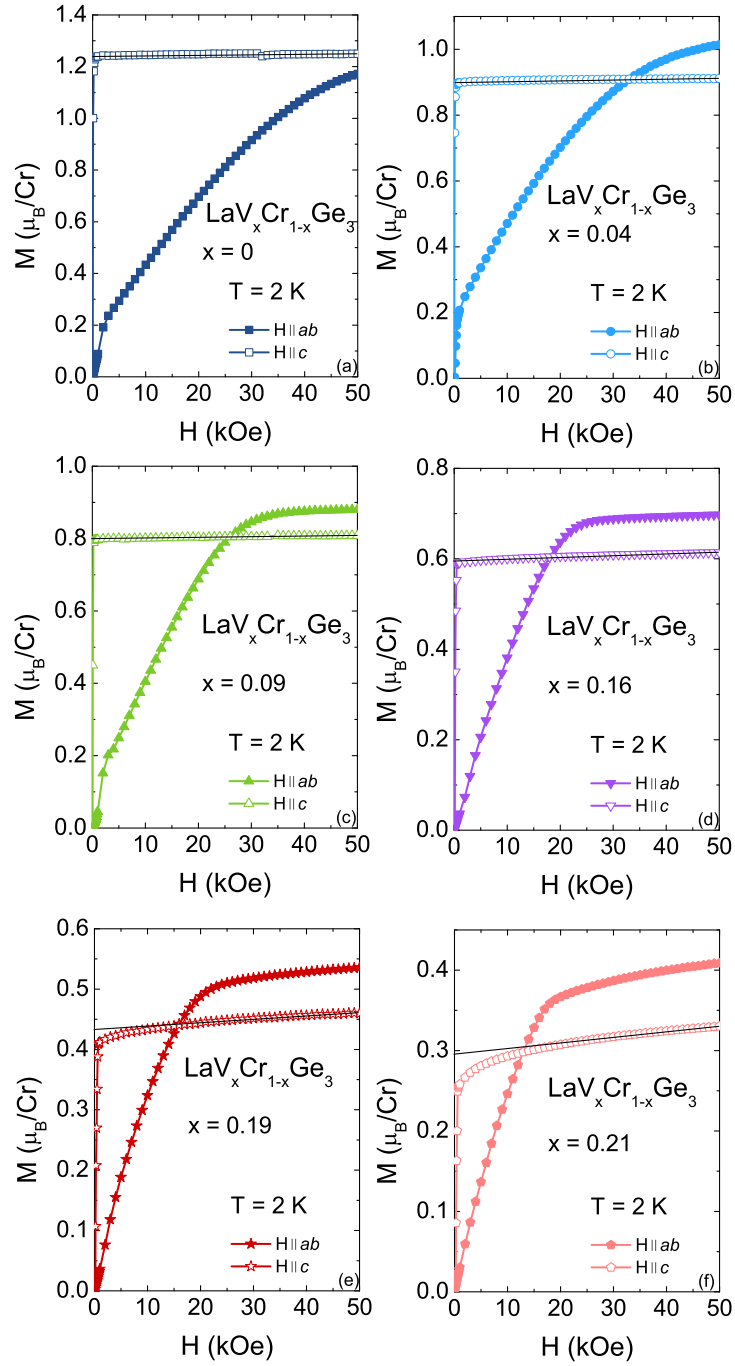 1.4
1.2
1.0
0.8
0.6
0.4
0.2
0.0
M (μB/Cr)
LaVxCr1-xGe3
x = 0
T = 2 K
H || ab
H || c
(a)
0 10 20 30 40 50
H (kOe)
1.0
0.8
0.6
0.4
0.2
0.0
M (μB/Cr)
LaVxCr1-xGe3
x = 0.04
T = 2 K
H || ab
H || c
(b)
0 10 20 30 40 50
H (kOe)
1.0
0.8
0.6
0.4
0.2
0.0
M (μB/Cr)
LaVxCr1-xGe3
x = 0.09
T = 2 K
H || ab
H || c
(c)
0 10 20 30 40 50
H (kOe)
0.8
0.6
0.4
0.2
0.0
M (μB/Cr)
LaVxCr1-xGe3
x = 0.16
T = 2 K
H || ab
H || c
(d)
0 10 20 30 40 50
H (kOe)
0.6
0.5
0.4
0.3
0.2
0.1
0.0
M (μB/Cr)
LaVxCr1-xGe3
x = 0.19
T = 2 K
H || ab
H || c
(e)
0 10 20 30 40 50
H (kOe)
0.4
0.3
0.2
0.1
0.0
M (μB/Cr)
LaVxCr1-xGe3
x = 0.21
T = 2 K
H || ab
H || c
(f)
0 10 20 30 40 50
H (kOe)